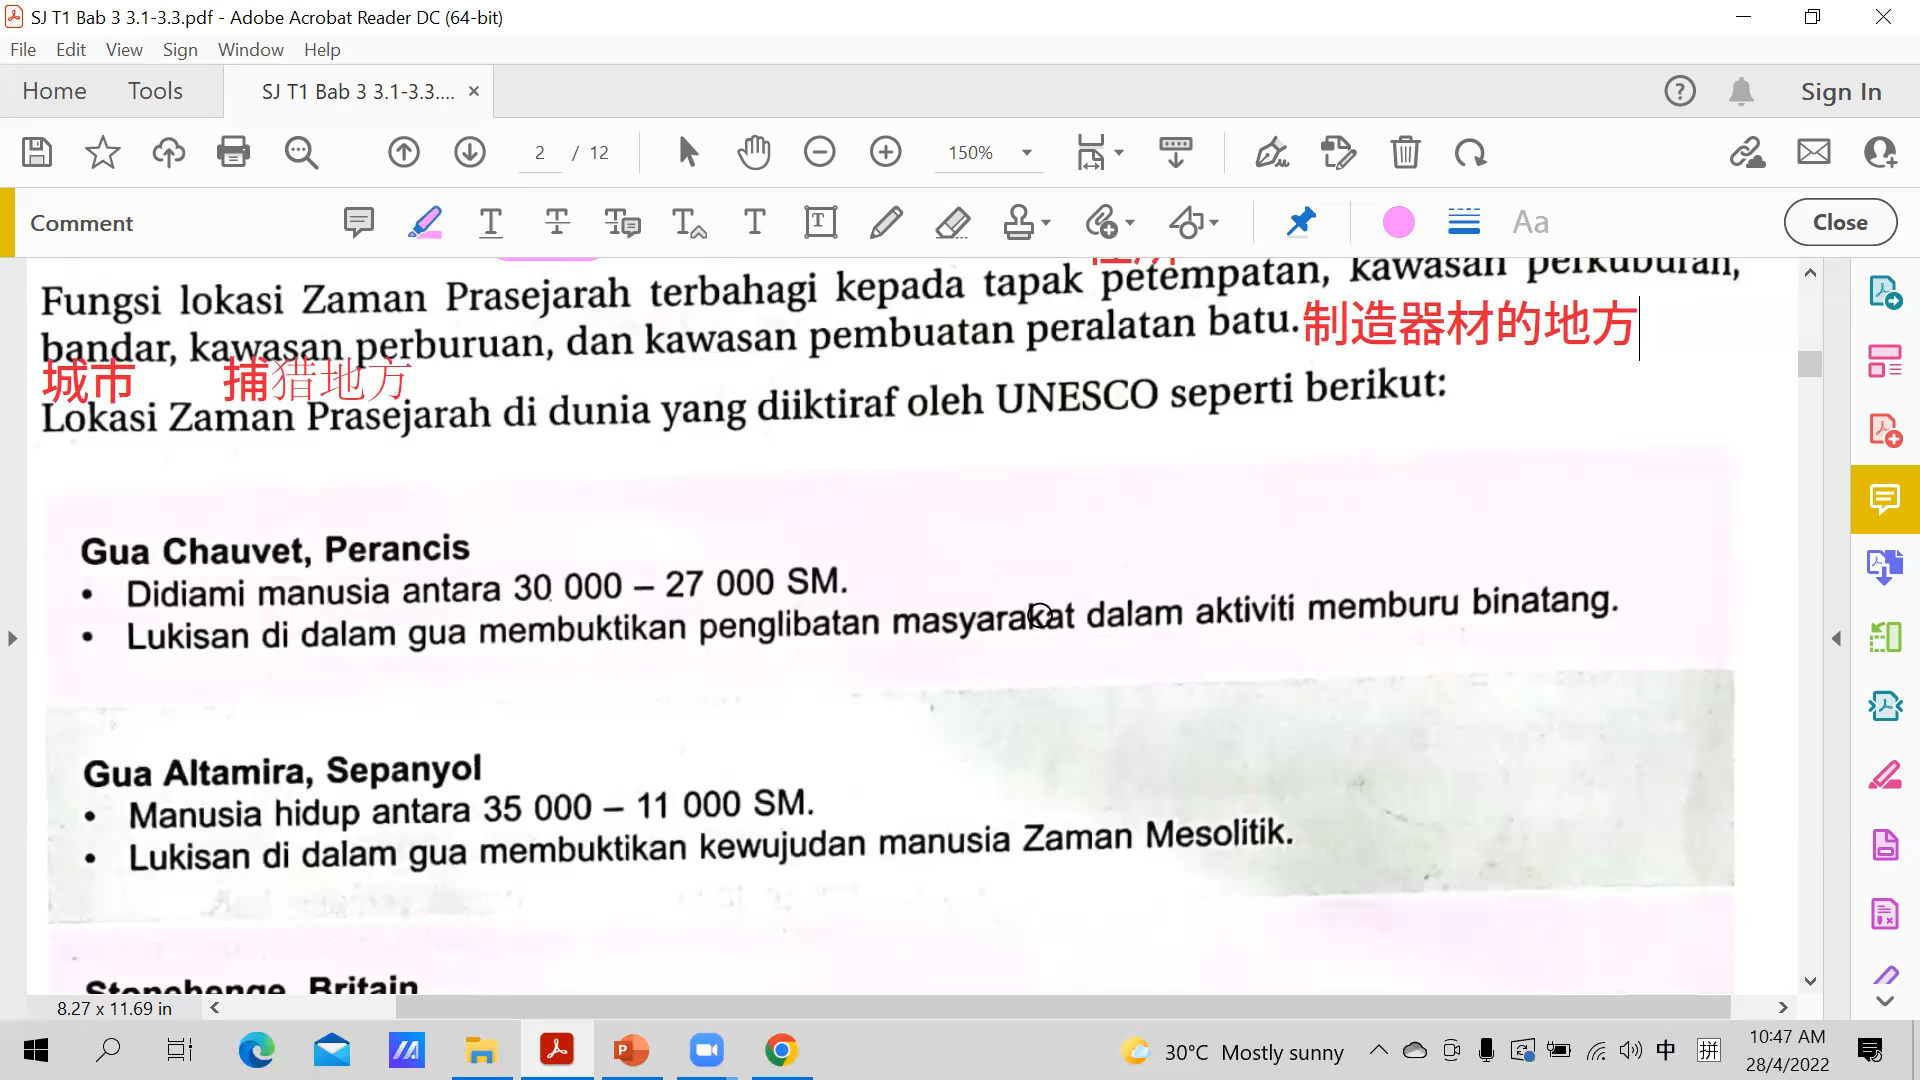 SJ T1 Bab 3 3.1-3.3.pdf - Adobe Acrobat Reader DC (64-bit)
File Edit View Sign Window Help
Home Tools SJ T1 Bab 3 3.1-3.3.... × Sign In
2 / 12 150%
Comment Aa Close
Fungsi lokasi Zaman Prasejarah terbahagi kepada tapak petempatan, kawasan perkuburan,
bandar, kawasan perburuan, dan kawasan pembuatan peralatan batu. 制造器材的地方
城市 捕猎地方
Lokasi Zaman Prasejarah di dunia yang diiktiraf oleh UNESCO seperti berikut:
Gua Chauvet, Perancis
• Didiami manusia antara 30 000 – 27 000 SM.
• Lukisan di dalam gua membuktikan penglibatan masyarakat dalam aktiviti memburu binatang.
Gua Altamira, Sepanyol
• Manusia hidup antara 35 000 – 11 000 SM.
• Lukisan di dalam gua membuktikan kewujudan manusia Zaman Mesolitik.
Stonehenge, Britain
8.27 x 11.69 in
30°C Mostly sunny 中 拼 10:47 AM
28/4/2022